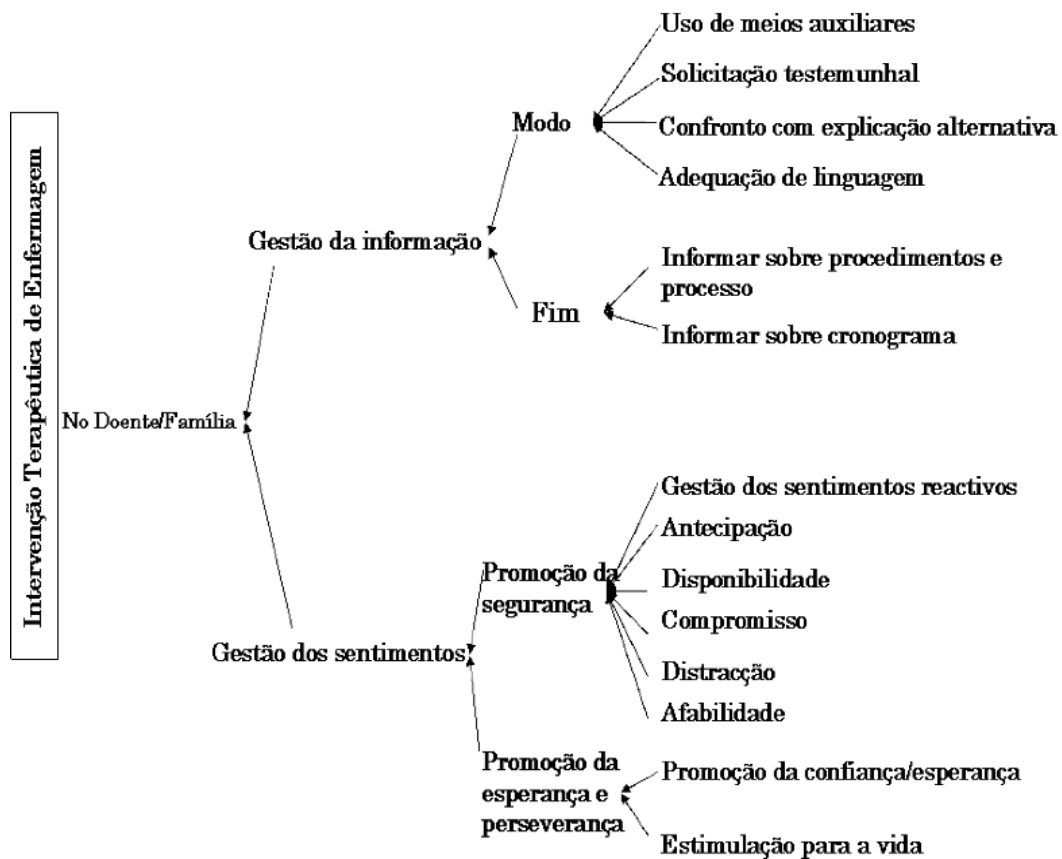 Intervenção Terapêutica de Enfermagem
No Doente/Família
Gestão da informação
Modo
Uso de meios auxiliares
Solicitação testemunhal
Confronto com explicação alternativa
Adequação de linguagem
Fim
Informar sobre procedimentos e
processo
Informar sobre cronograma
Gestão dos sentimentos
Promoção da
segurança
Gestão dos sentimentos reactivos
Antecipação
Disponibilidade
Compromisso
Distracção
Afabilidade
Promoção da
esperança e
perseverança
Promoção da confiança/esperança
Estimulação para a vida